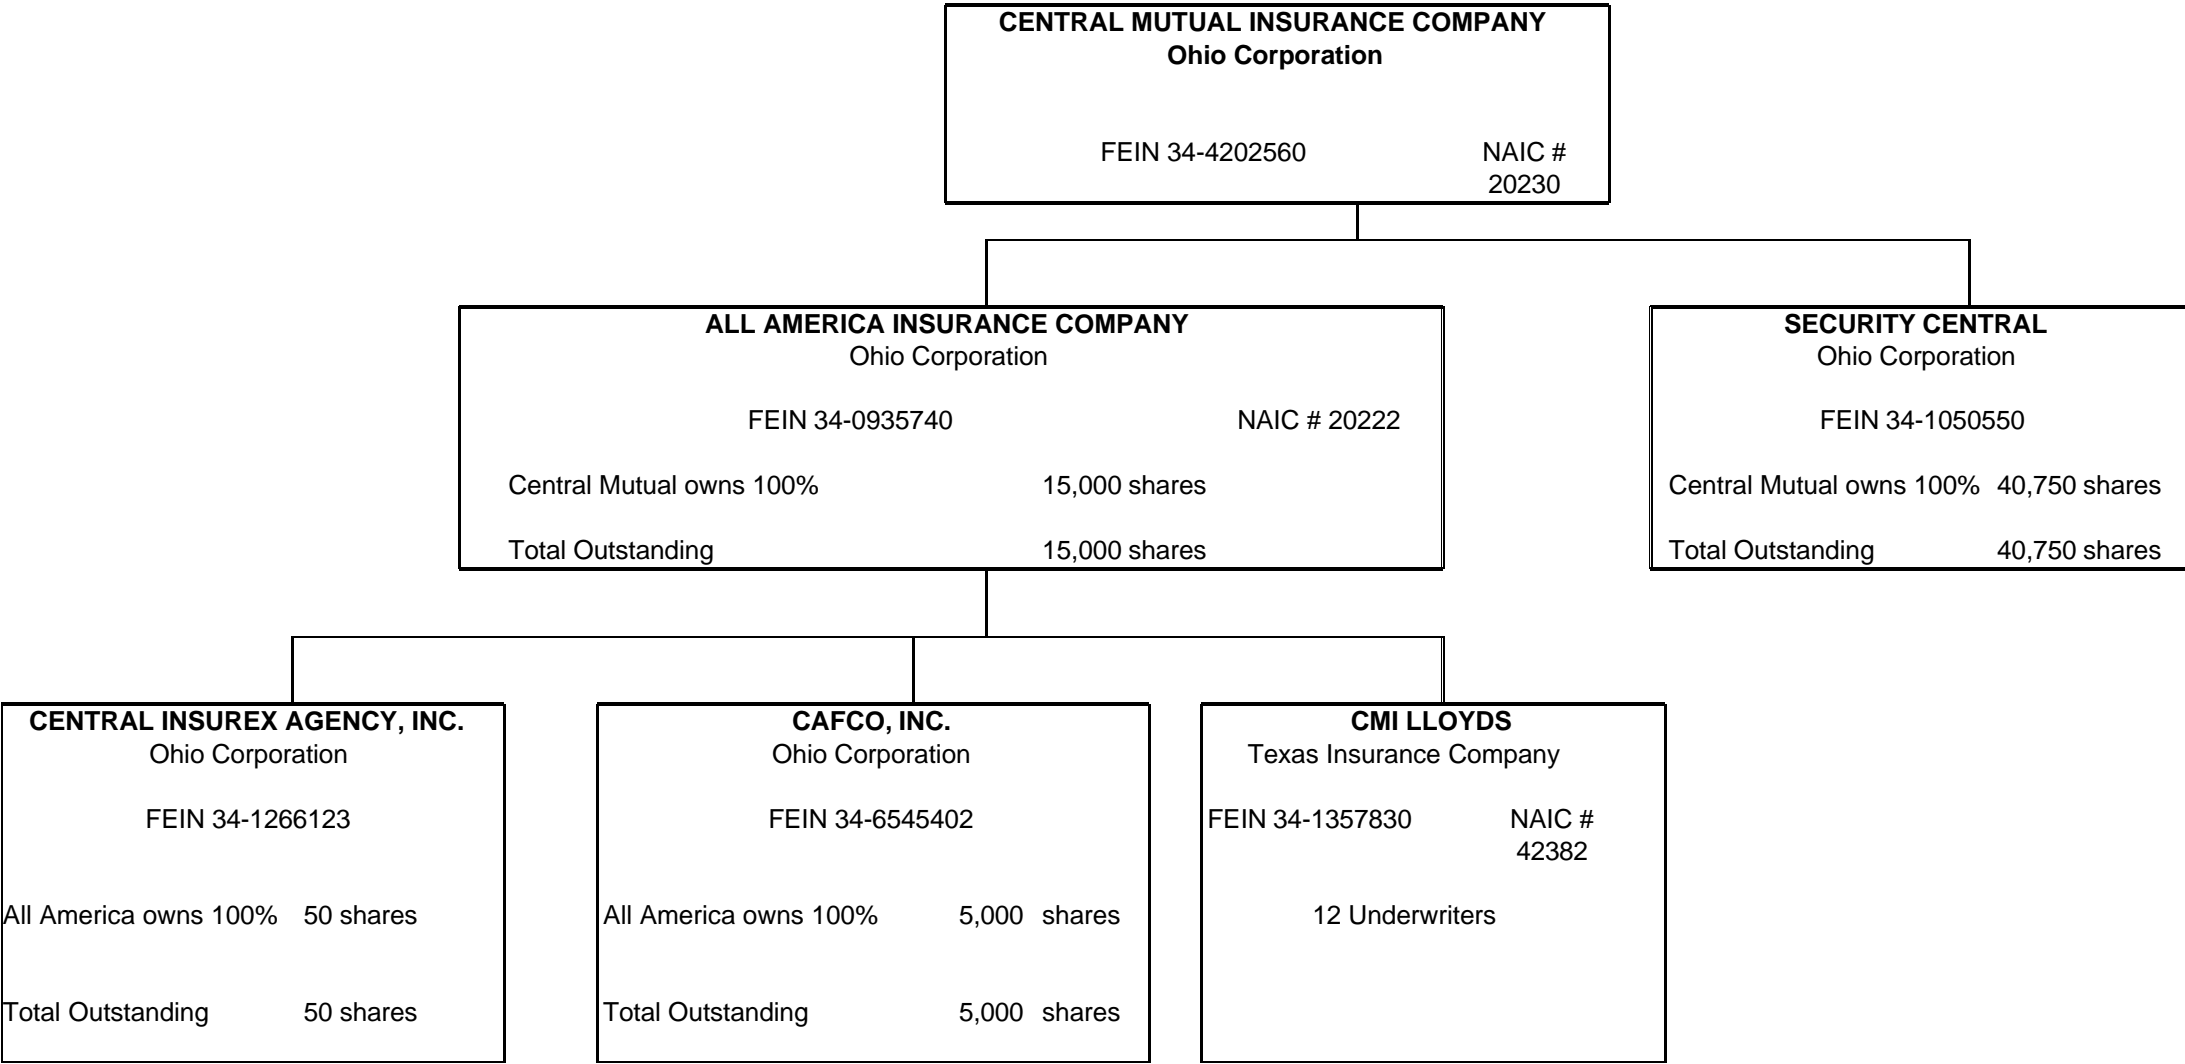 CENTRAL MUTUAL INSURANCE COMPANY
Ohio Corporation
FEIN 34-4202560 NAIC #
20230
ALL AMERICA INSURANCE COMPANY
Ohio Corporation
FEIN 34-0935740 NAIC # 20222
Central Mutual owns 100% 15,000 shares
Total Outstanding 15,000 shares
SECURITY CENTRAL
Ohio Corporation
FEIN 34-1050550
Central Mutual owns 100% 40,750 shares
Total Outstanding 40,750 shares
CENTRAL INSUREX AGENCY, INC.
Ohio Corporation
FEIN 34-1266123
All America owns 100% 50 shares
Total Outstanding 50 shares
CAFCO, INC.
Ohio Corporation
FEIN 34-6545402
All America owns 100% 5,000 shares
Total Outstanding 5,000 shares
CMI LLOYDS
Texas Insurance Company
FEIN 34-1357830 NAIC #
42382
12 Underwriters